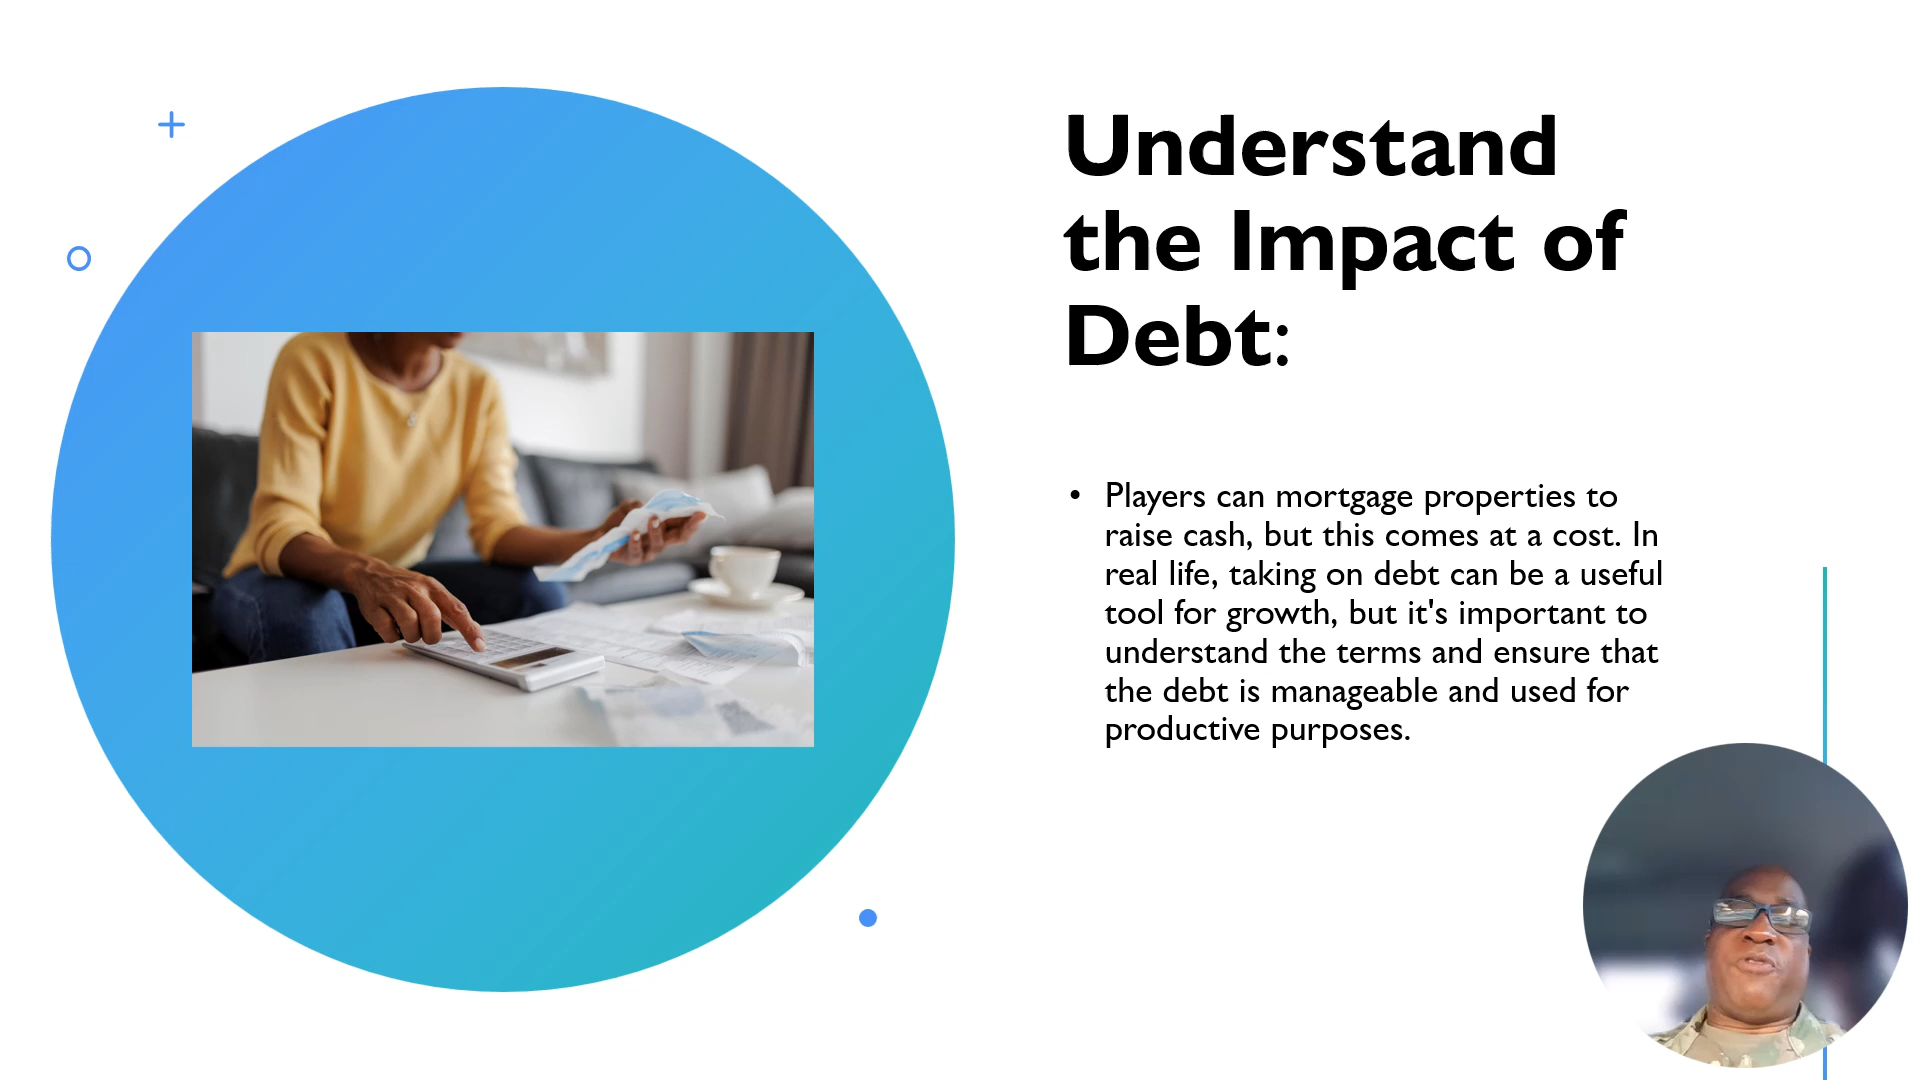 Understand
the Impact of
Debt:
• Players can mortgage properties to
raise cash, but this comes at a cost. In
real life, taking on debt can be a useful
tool for growth, but it's important to
understand the terms and ensure that
the debt is manageable and used for
productive purposes.